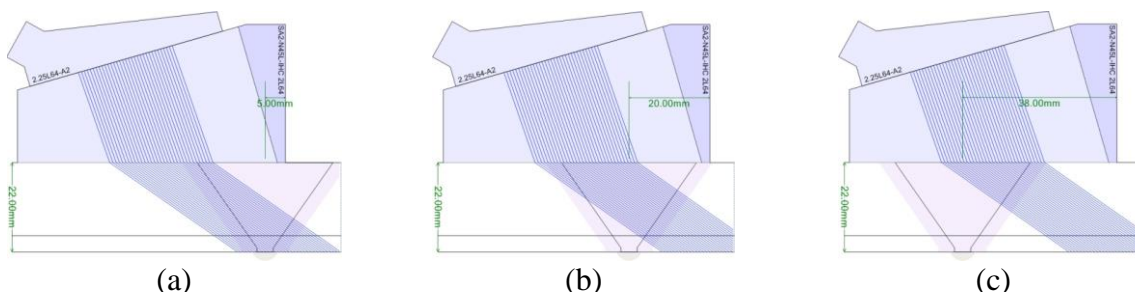 2.25L64-A2
SA2-N45L-IHC 2L64
5.00mm
22.00mm
(a)
2.25L64-A2
SA2-N45L-IHC 2L64
20.00mm
22.00mm
(b)
2.25L64-A2
SA2-N45L-IHC 2L64
38.00mm
22.00mm
(c)